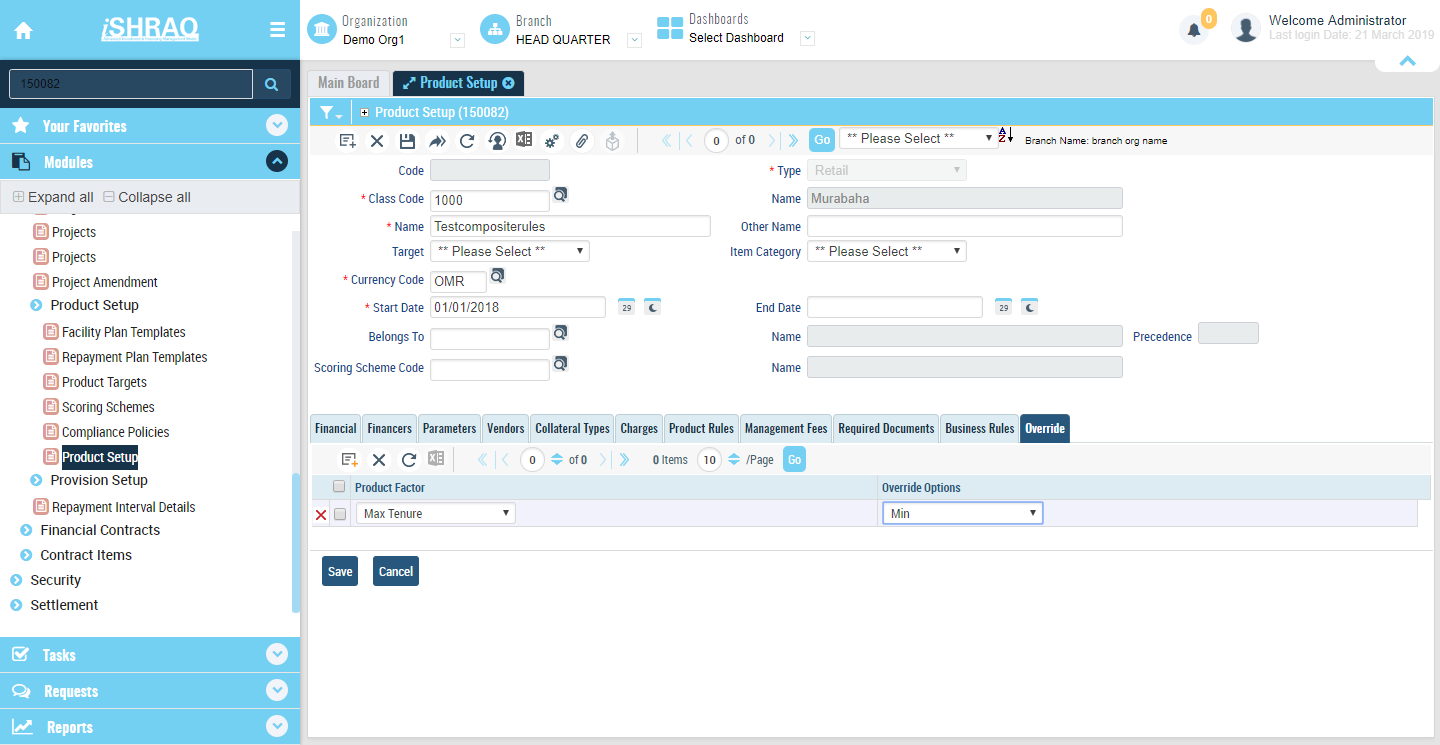 iSHRAQ
Organization
Demo Org1
Branch
HEAD QUARTER
Dashboards
Select Dashboard
0
Welcome Administrator
Last login Date: 21 March 2019
150082
Your Favorites
Modules
Expand all
Collapse all
Projects
Projects
Project Amendment
Product Setup
Facility Plan Templates
Repayment Plan Templates
Product Targets
Scoring Schemes
Compliance Policies
Product Setup
Provision Setup
Repayment Interval Details
Financial Contracts
Contract Items
Security
Settlement
Tasks
Requests
Reports
Main Board
Product Setup
Product Setup (150082)
0 of 0 Go ** Please Select ** A Z Branch Name: branch org name
Code
* Type Retail
* Class Code 1000
Name Murabaha
* Name Testcompositerules
Other Name
Target ** Please Select **
Item Category ** Please Select **
* Currency Code OMR
* Start Date 01/01/2018 29
End Date 29
Belongs To
Name
Precedence
Scoring Scheme Code
Name
Financial Financers Parameters Vendors Collateral Types Charges Product Rules Management Fees Required Documents Business Rules Override
0 of 0 0 Items 10 /Page Go
Product Factor Override Options
Max Tenure Min
Save Cancel